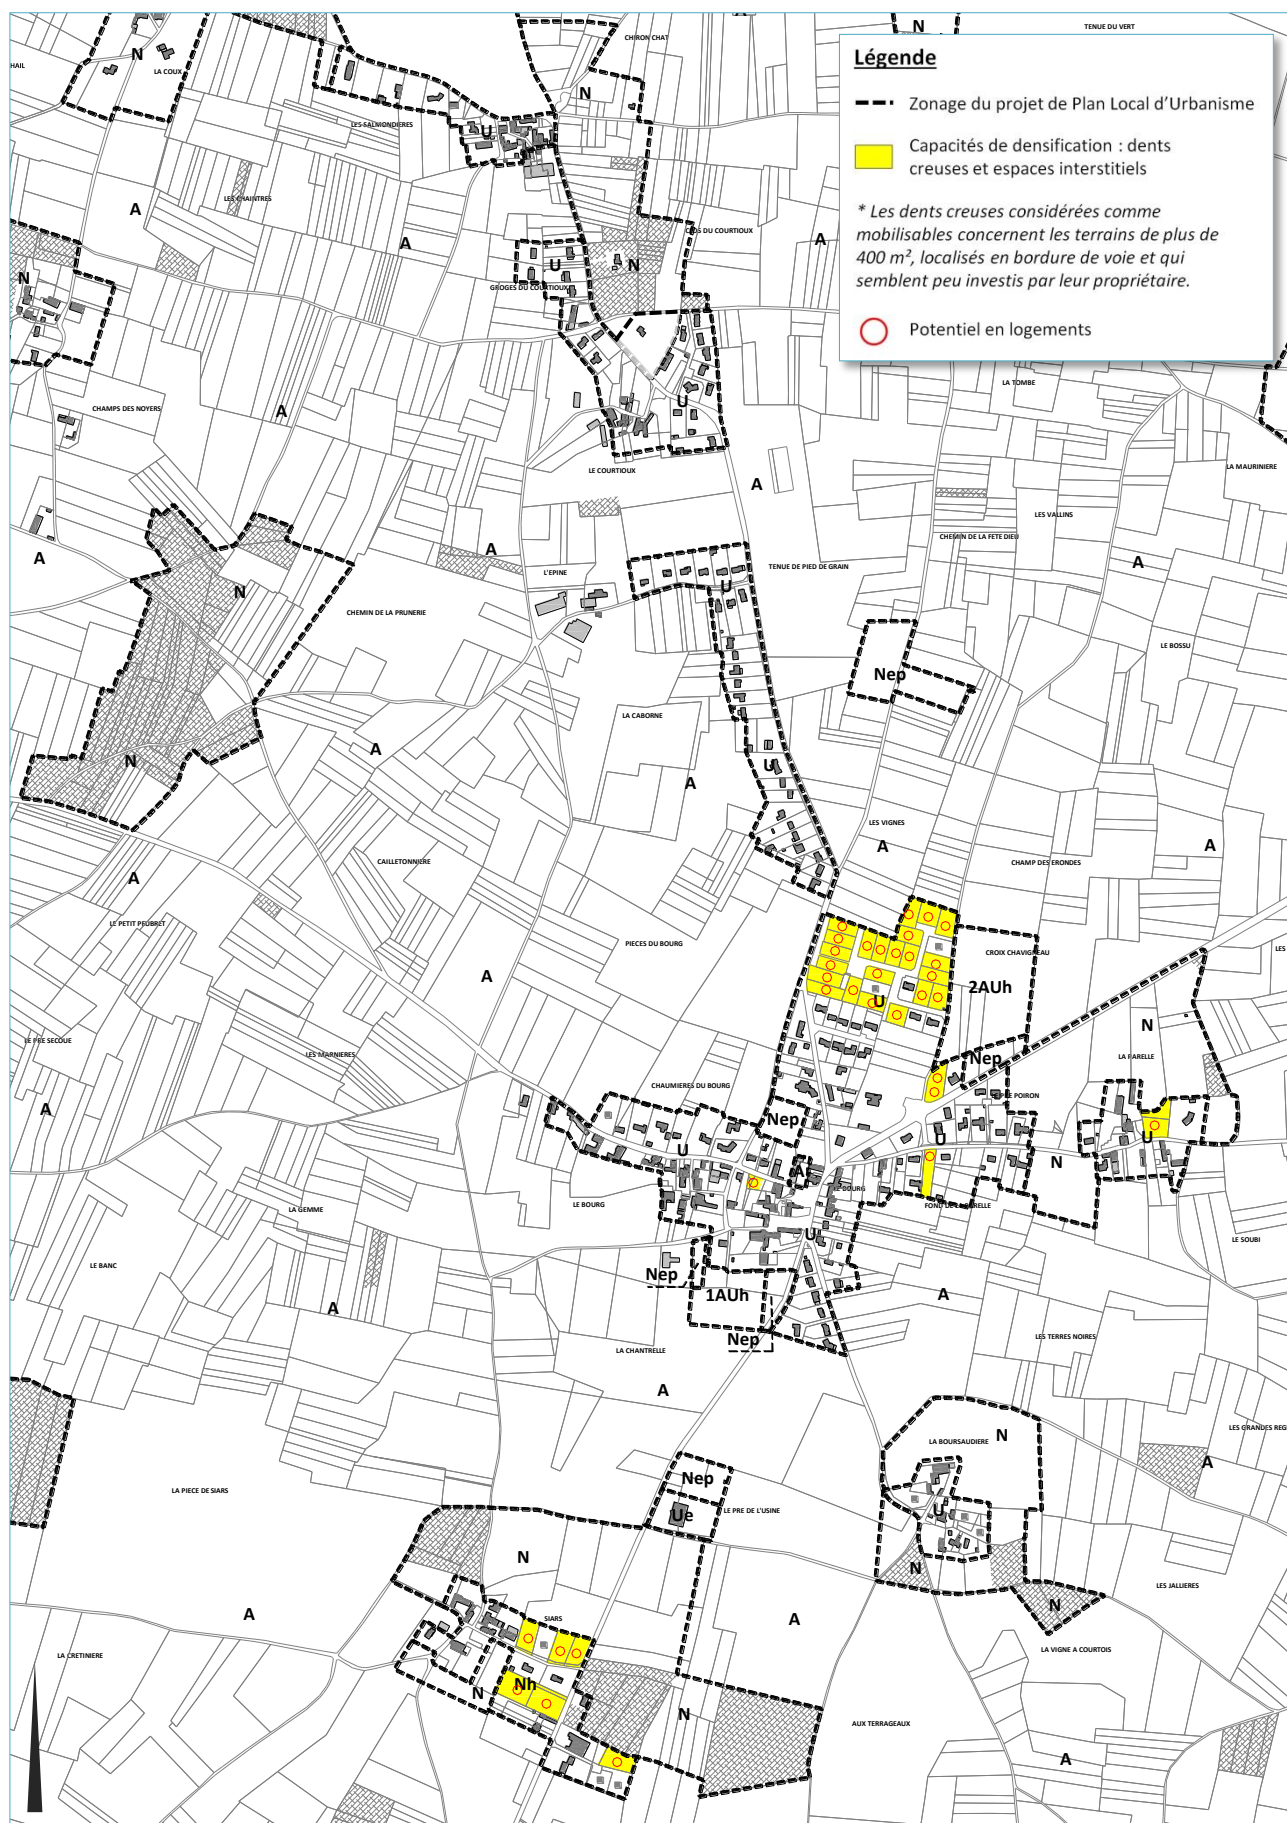 A
N
TENUE DU VERT
N
CHIRON CHAT
HAIL
LA COUX
Légende
Zonage du projet de Plan Local d'Urbanisme
Capacités de densification : dents
creuses et espaces interstitiels
* Les dents creuses considérées comme
mobilisables concernent les terrains de plus de
400 m², localisés en bordure de voie et qui
semblent peu investis par leur propriétaire.
Potentiel en logements
N
LES SALMONDIERES
U
LES CHAINTRES
A
A
CLOS DU COURTIOUX
A
N
U
N
GROGES DU COURTIOUX
LA TOMBE
CHAMPS DES NOYERS
A
U
LE COURTIOUX
LA MAURINIERE
A
LES VALLINS
CHEMIN DE LA FETE DIEU
A
A
A
L'EPINE
TENUE DE PIED DE GRAIN
U
N
CHEMIN DE LA PRUNERIE
LE BOSSU
Nep
LA CABORNE
A
N
U
A
LES VIGNES
A
A
CAILLETONNIERE
CHAMP DES ERONDES
A
LE PETIT PEUBRET
PIECES DU BOURG
LES
CROIX CHAVIGNEAU
A
2AUh
U
N
LE PRE SECOUE
LES MARNIERES
Nep
LA PARELLE
CHAUMIERES DU BOURG
A
Nep
U
U
U
N
A
LE BOURG
LE BOURG
FOND DE LA PARELLE
LA GEMME
U
LE SOUBI
LE BANC
Nep
1AUh
A
A
Nep
LES TERRES NOIRES
LA CHANTRELLE
A
LES GRANDES REG
LA BOURSAUDIERE
N
A
Nep
LA PIECE DE SIARS
LE PRE DE L'USINE
Ue
U
N
N
LES JALLIERES
N
A
SIARS
A
LA VIGNE A COURTOIS
LA CRETINIERE
Nh
N
N
AUX TERRAGEAUX
A